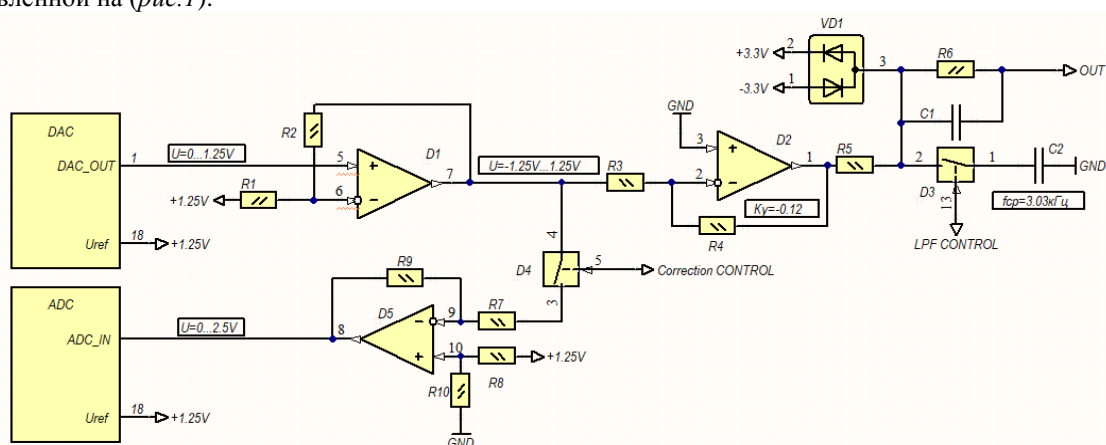 вленной на (рис.1).
VD1
+3.3V 2
3
-3.3V 1
R6
OUT
C1
DAC
DAC_OUT
1
U=0...1.25V
R2
5
D1
+
7
6
-
R1
+1.25V
Uref
18
+1.25V
U=-1.25V...1.25V
GND
3
+
D2
1
R5
R3
2
-
Ky=-0.12
R4
2
1
C2
GND
D3
13
fср=3.03кГц
LPF CONTROL
4
D4
5
Correction CONTROL
3
R9
ADC
ADC_IN
U=0...2.5V
8
D5
-
9
R7
+
10
R8
+1.25V
R10
GND
Uref
18
+1.25V